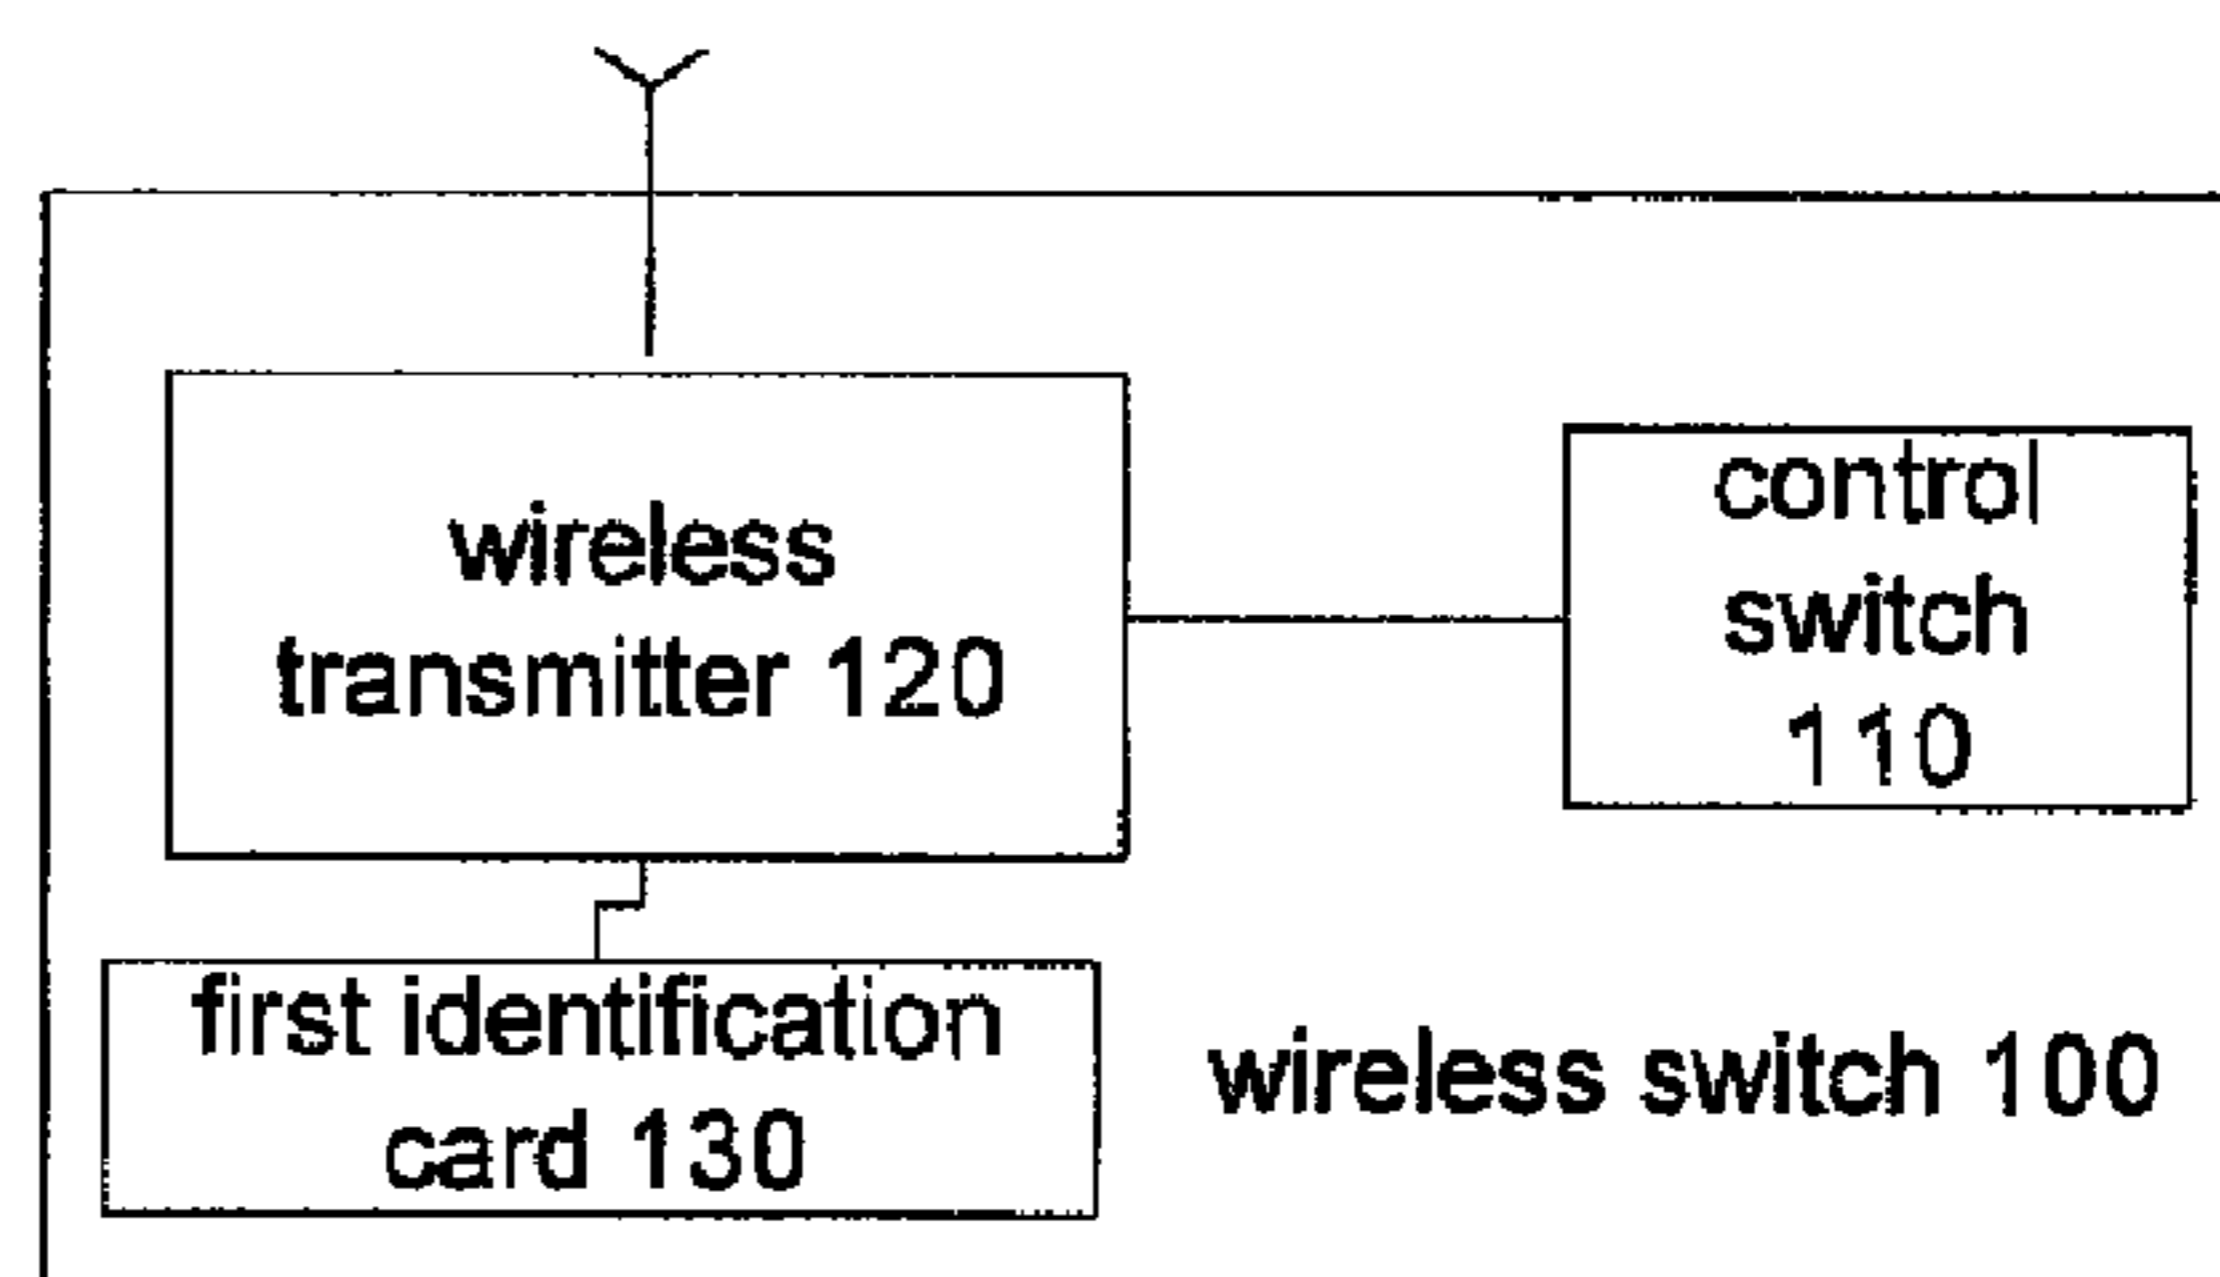 wireless
transmitter 120
control
switch
110
first identification
card 130
wireless switch 100